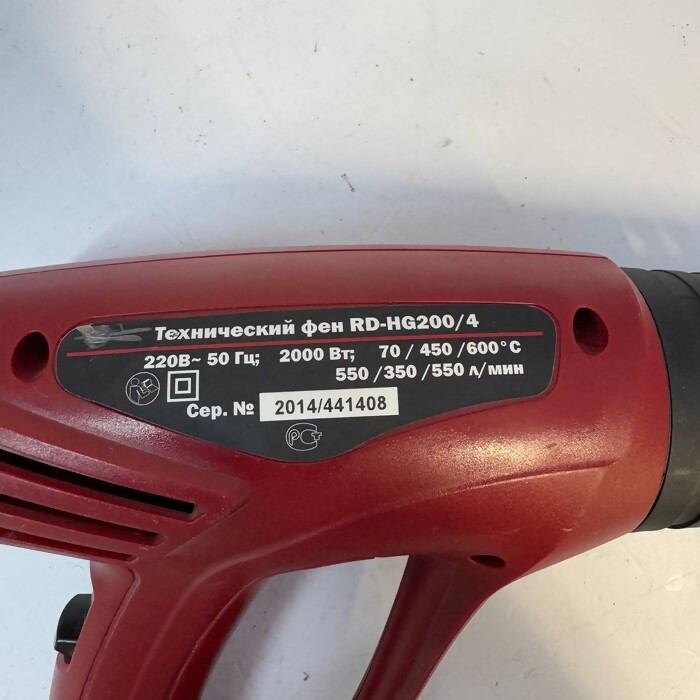 Технический фен RD-HG200/4
220В~ 50 Гц; 2000 Вт; 70 / 450 /600°С
550 /350 /550 л/мин
Сер. № 2014/441408
РСТ